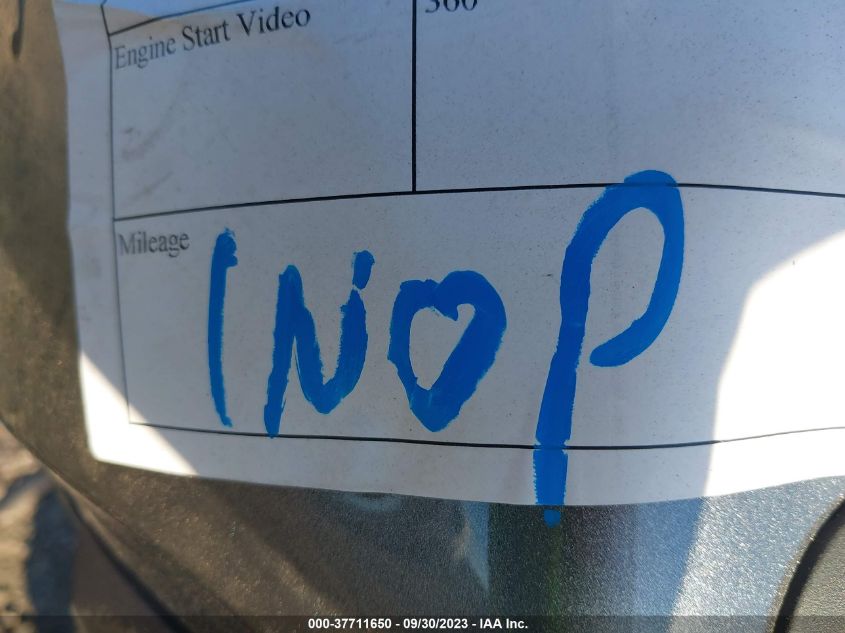 360
Engine Start Video
Mileage
INOP
000-37711650 - 09/30/2023 - IAA Inc.